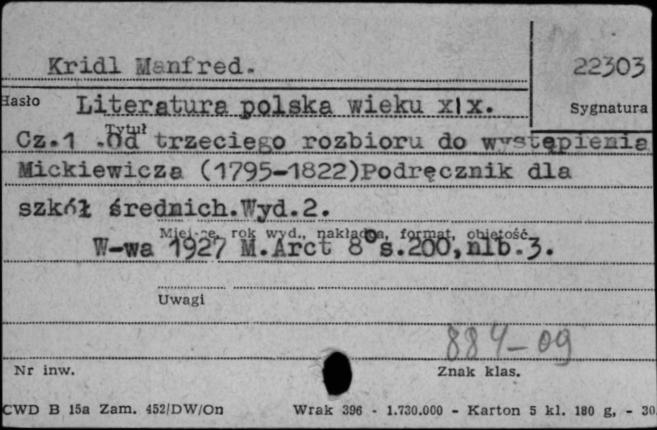 Kridl Manfred.
22303
Hasło Literatura polska wieku XIX.
Sygnatura
Tytuł
Cz.1 .Od trzeciego rozbioru do wystąpienia
Mickiewicza (1795-1822)Podręcznik dla
szkół średnich.Wyd.2.
Miejsce, rok wyd., nakładca, format, objętość
W-wa 1927 M.Arct 8° s.200,nlb.3.
Uwagi
884-09
Nr inw.
Znak klas.
CWD B 15a Zam. 452/DW/On Wrak 396 - 1.730.000 - Karton 5 kl. 180 g, - 30